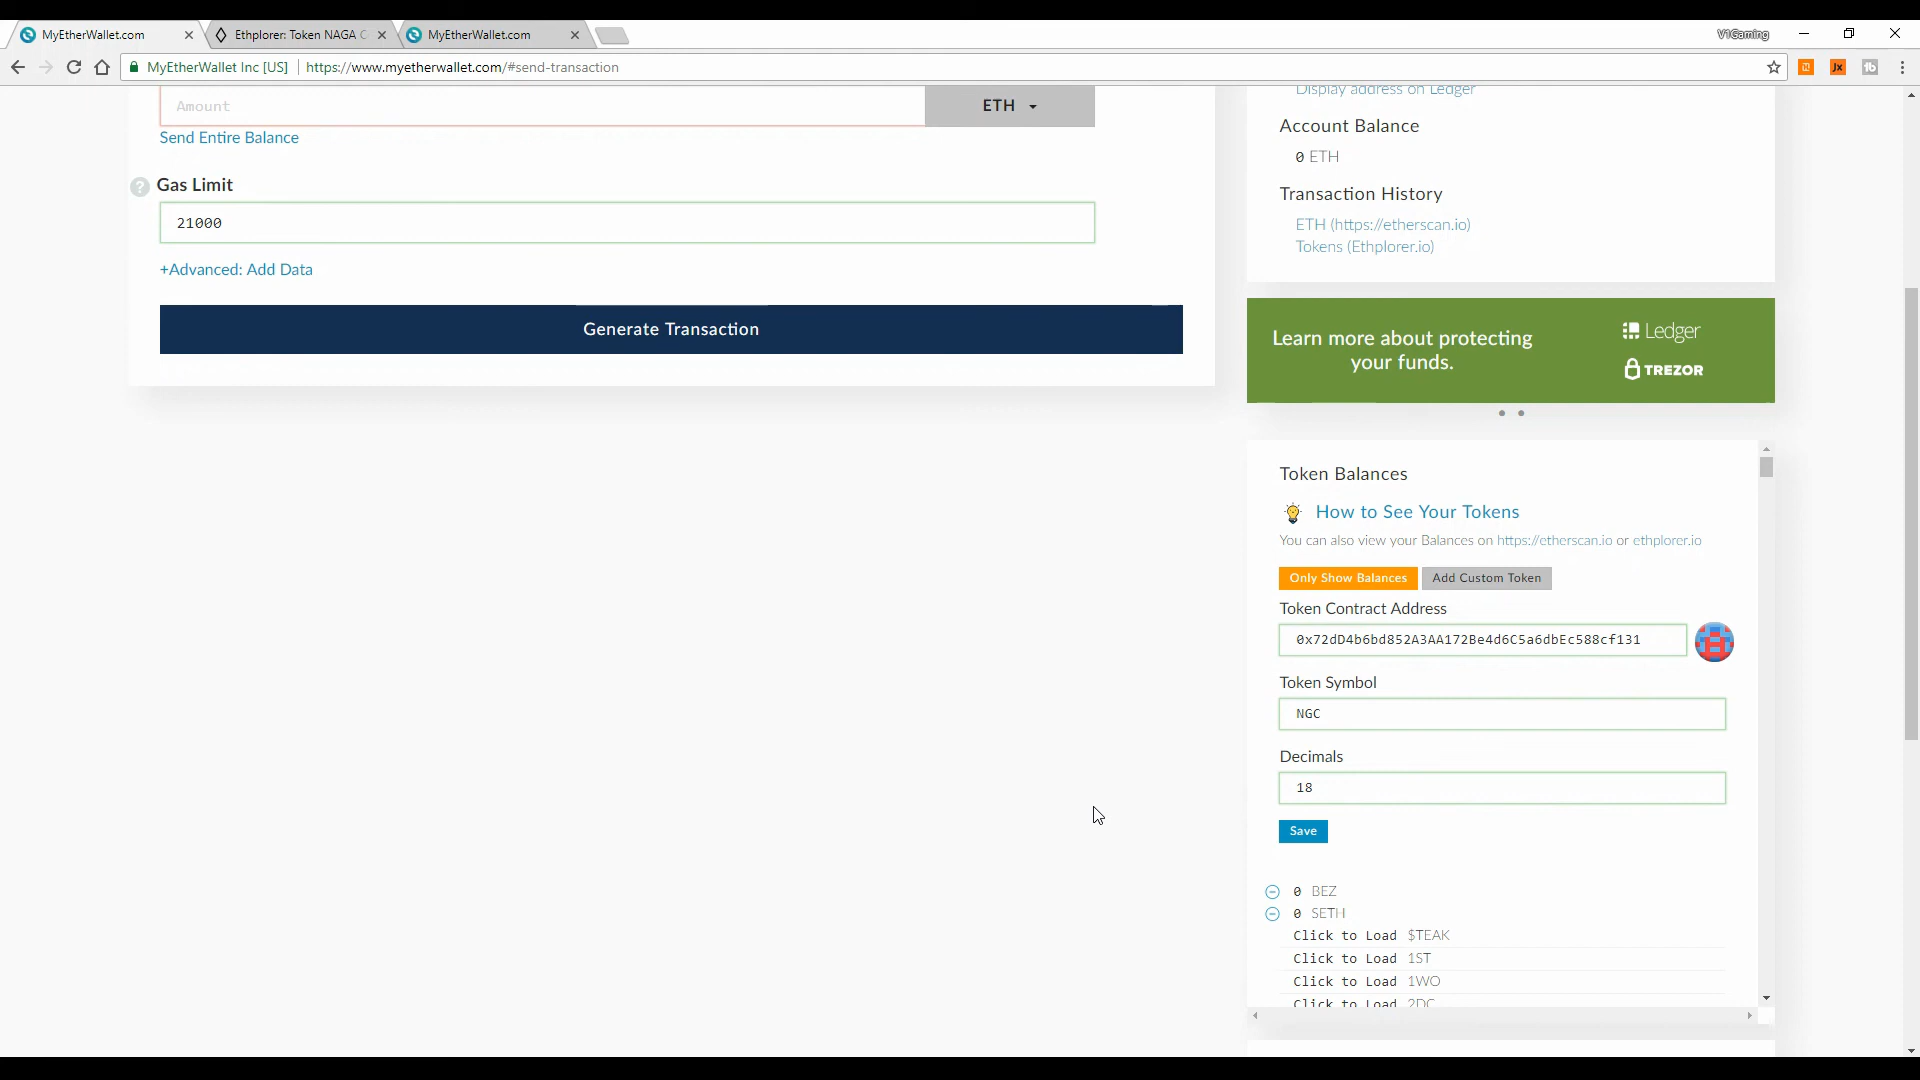 MyEtherWallet.com
Ethplorer: Token NAGA C
MyEtherWallet.com
V1Gaming
MyEtherWallet Inc [US] https://www.myetherwallet.com/#send-transaction
Amount
ETH
Send Entire Balance
? Gas Limit
21000
+Advanced: Add Data
Generate Transaction
Display address on Ledger
Account Balance
0 ETH
Transaction History
ETH (https://etherscan.io)
Tokens (Ethplorer.io)
Learn more about protecting
your funds.
Ledger
TREZOR
Token Balances
How to See Your Tokens
You can also view your Balances on https://etherscan.io or ethplorer.io
Only Show Balances
Add Custom Token
Token Contract Address
0x72dD4b6bd852A3AA172Be4d6C5a6dbEc588cf131
Token Symbol
NGC
Decimals
18
Save
0 BEZ
0 SETH
Click to Load $TEAK
Click to Load 1ST
Click to Load 1WO
Click to Load 2DC